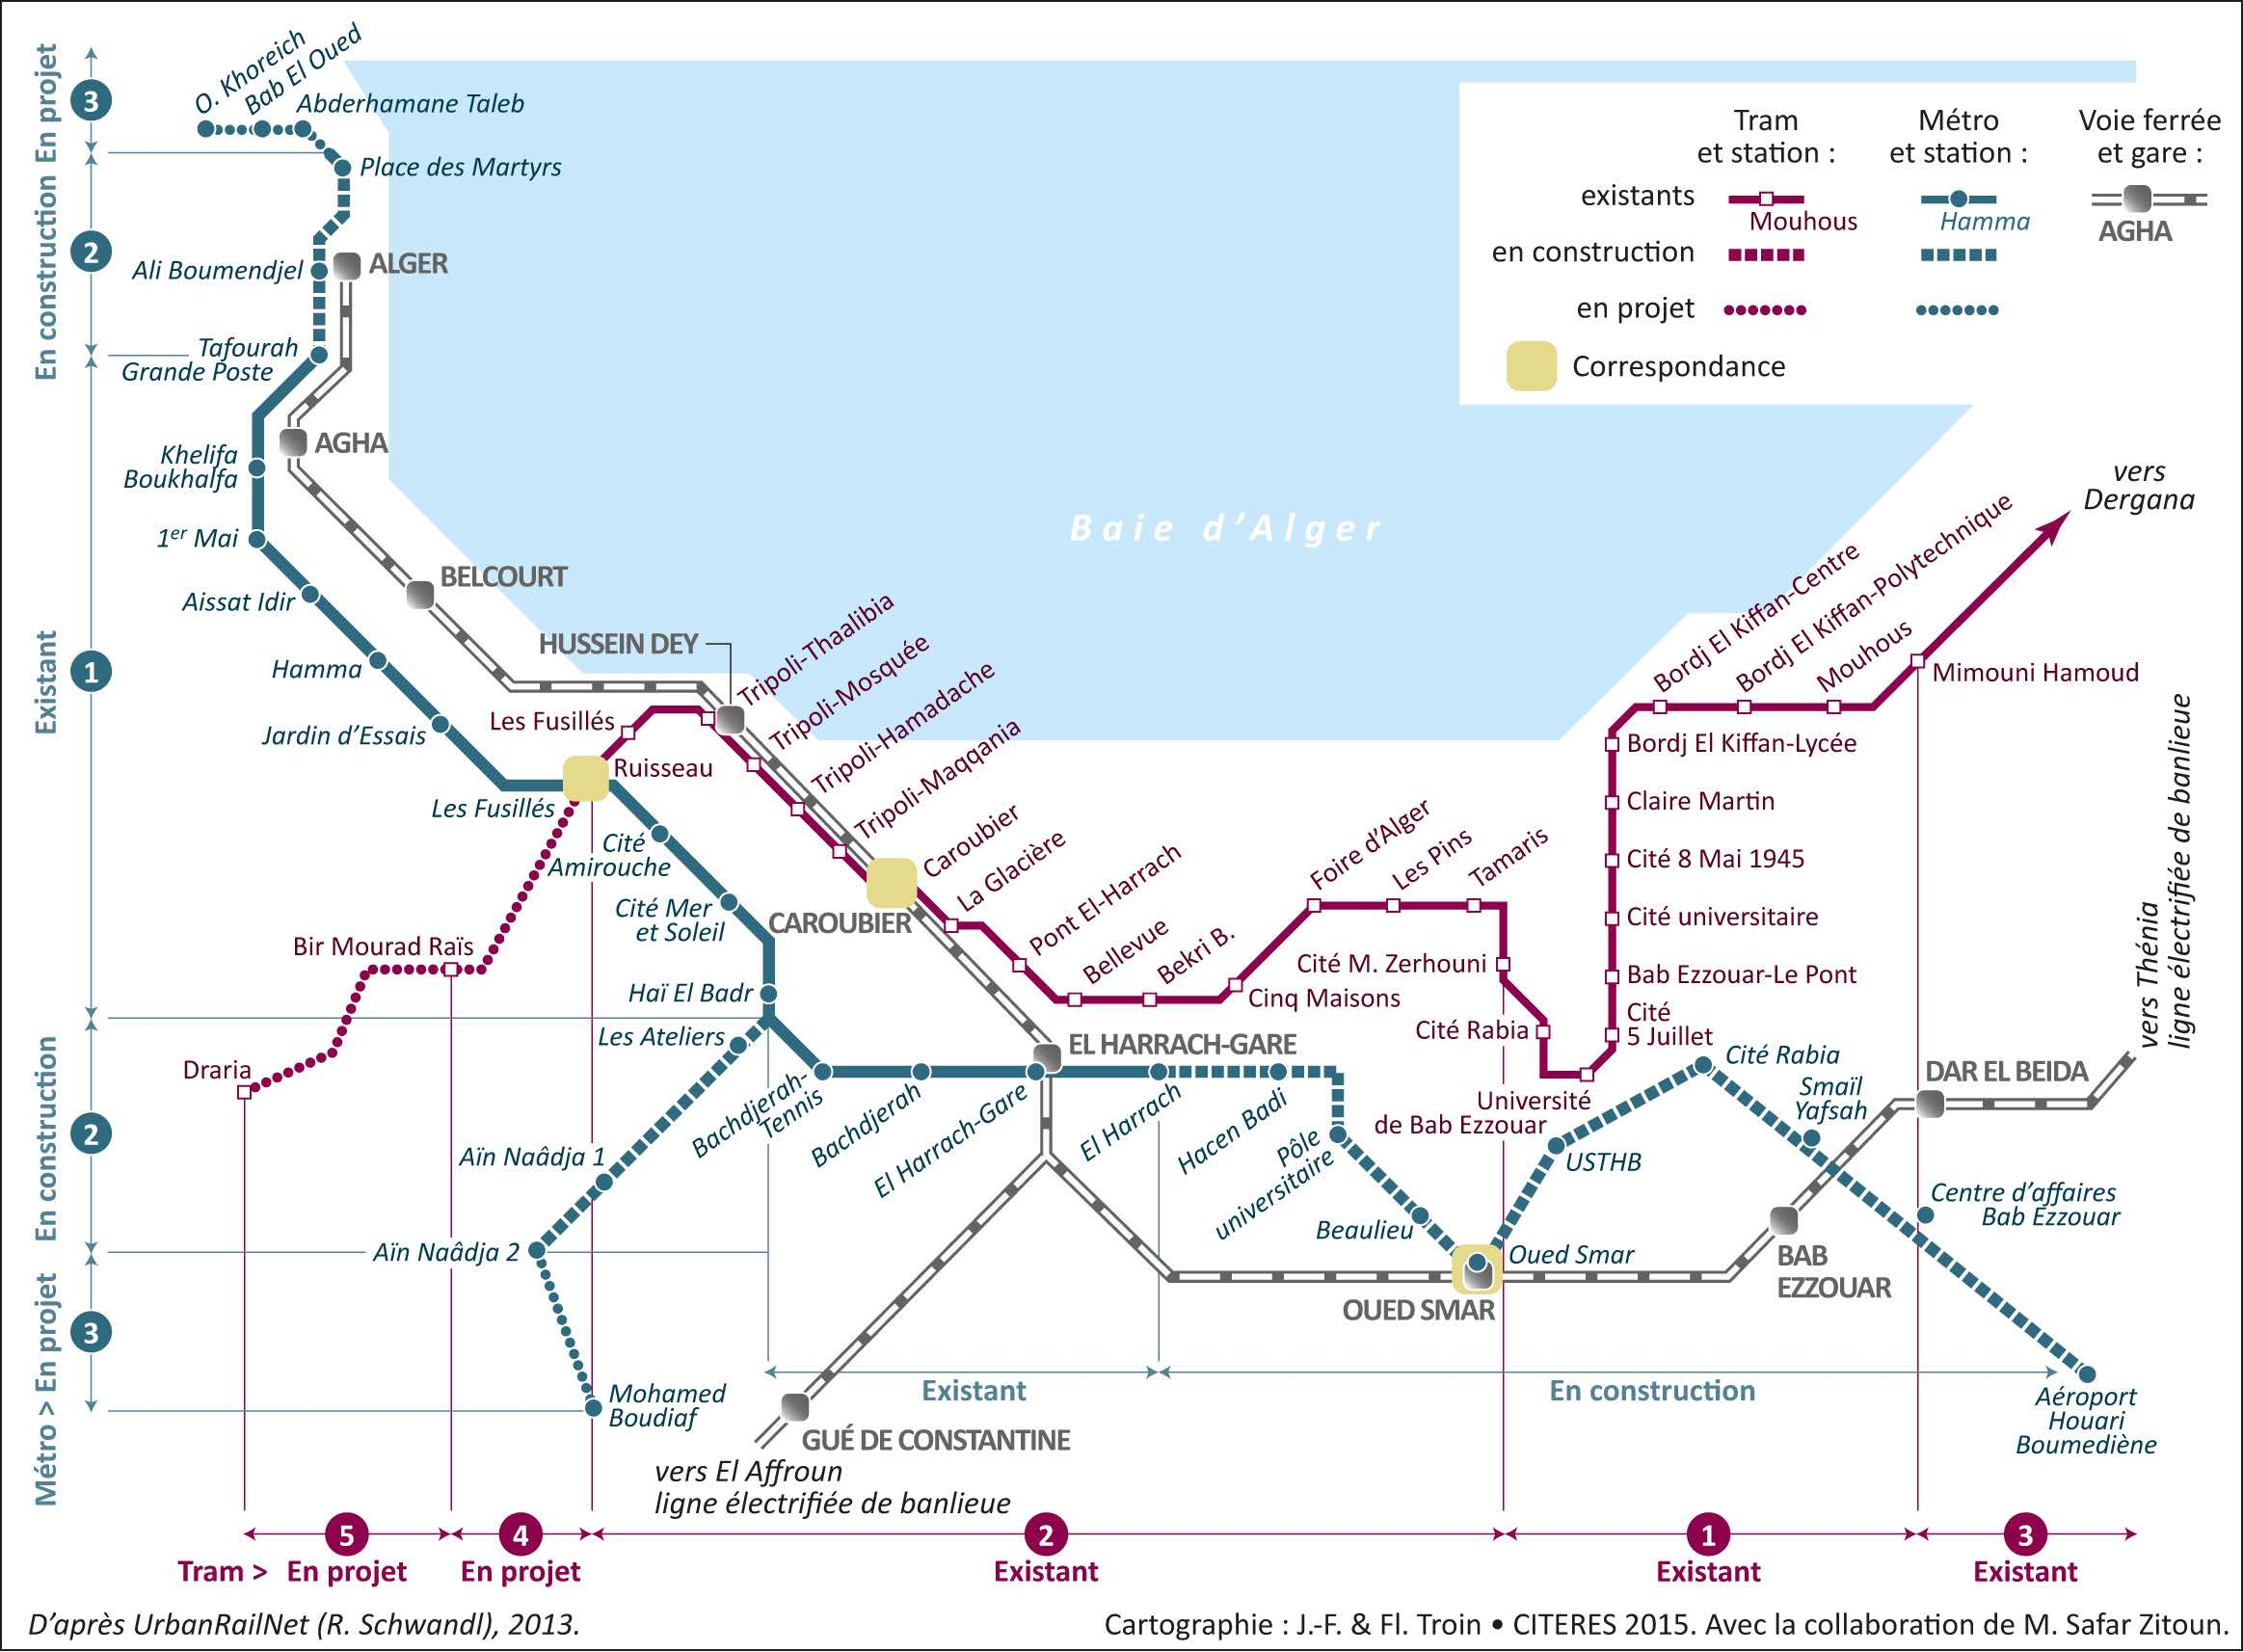 O. Khoreich
Bab El Oued
Abderhamane Taleb
Place des Martyrs
Ali Boumendjel
ALGER
Tafourah
Grande Poste
AGHA
Khelifa
Boukhalfa
1er Mai
Aissat Idir
BELCOURT
Hamma
Jardin d’Essais
HUSSEIN DEY
Les Fusillés
Ruisseau
Les Fusillés
Tripoli-Thaalibia
Tripoli-Mosquée
Tripoli-Hamadache
Tripoli-Maqqania
Caroubier
La Glacière
CAROUBIER
Cité
Amirouche
Cité Mer
et Soleil
Haï El Badr
Les Ateliers
Bir Mourad Raïs
Draria
Pont El-Harrach
Bellevue
Bekri B.
Cinq Maisons
Foire d’Alger
Les Pins
Tamaris
Cité M. Zerhouni
Cité Rabia
Université
de Bab Ezzouar
Cité
5 Juillet
Bab Ezzouar-Le Pont
Cité universitaire
Cité 8 Mai 1945
Claire Martin
Bordj El Kiffan-Lycée
Bordj El Kiffan-Centre
Bordj El Kiffan-Polytechnique
Mouhous
Mimouni Hamoud
vers
Dergana
Baie d’Alger
Tram
et station :
Métro
et station :
Voie ferrée
et gare :
existants
Mouhous
Hamma
AGHA
en construction
en projet
Correspondance
EL HARRACH-GARE
Bachdjerah-
Tennis
Bachdjerah
El Harrach-Gare
El Harrach
Hacen Badi
Pôle
universitaire
Beaulieu
Oued Smar
OUED SMAR
USTHB
Cité Rabia
Smaïl
Yafsah
DAR EL BEIDA
Centre d’affaires
Bab Ezzouar
BAB
EZZOUAR
Aéroport
Houari
Boumediène
vers Thénia
ligne électrifiée de banlieue
Aïn Naâdja 1
Aïn Naâdja 2
Mohamed
Boudiaf
GUÉ DE CONSTANTINE
vers El Affroun
ligne électrifiée de banlieue
Existant
En construction
En projet
3
En construction
2
Existant
1
En construction
2
Métro > En projet
3
5
4
2
1
3
Tram > En projet
En projet
Existant
Existant
Existant
D’après UrbanRailNet (R. Schwandl), 2013.
Cartographie : J.-F. & Fl. Troin • CITERES 2015. Avec la collaboration de M. Safar Zitoun.